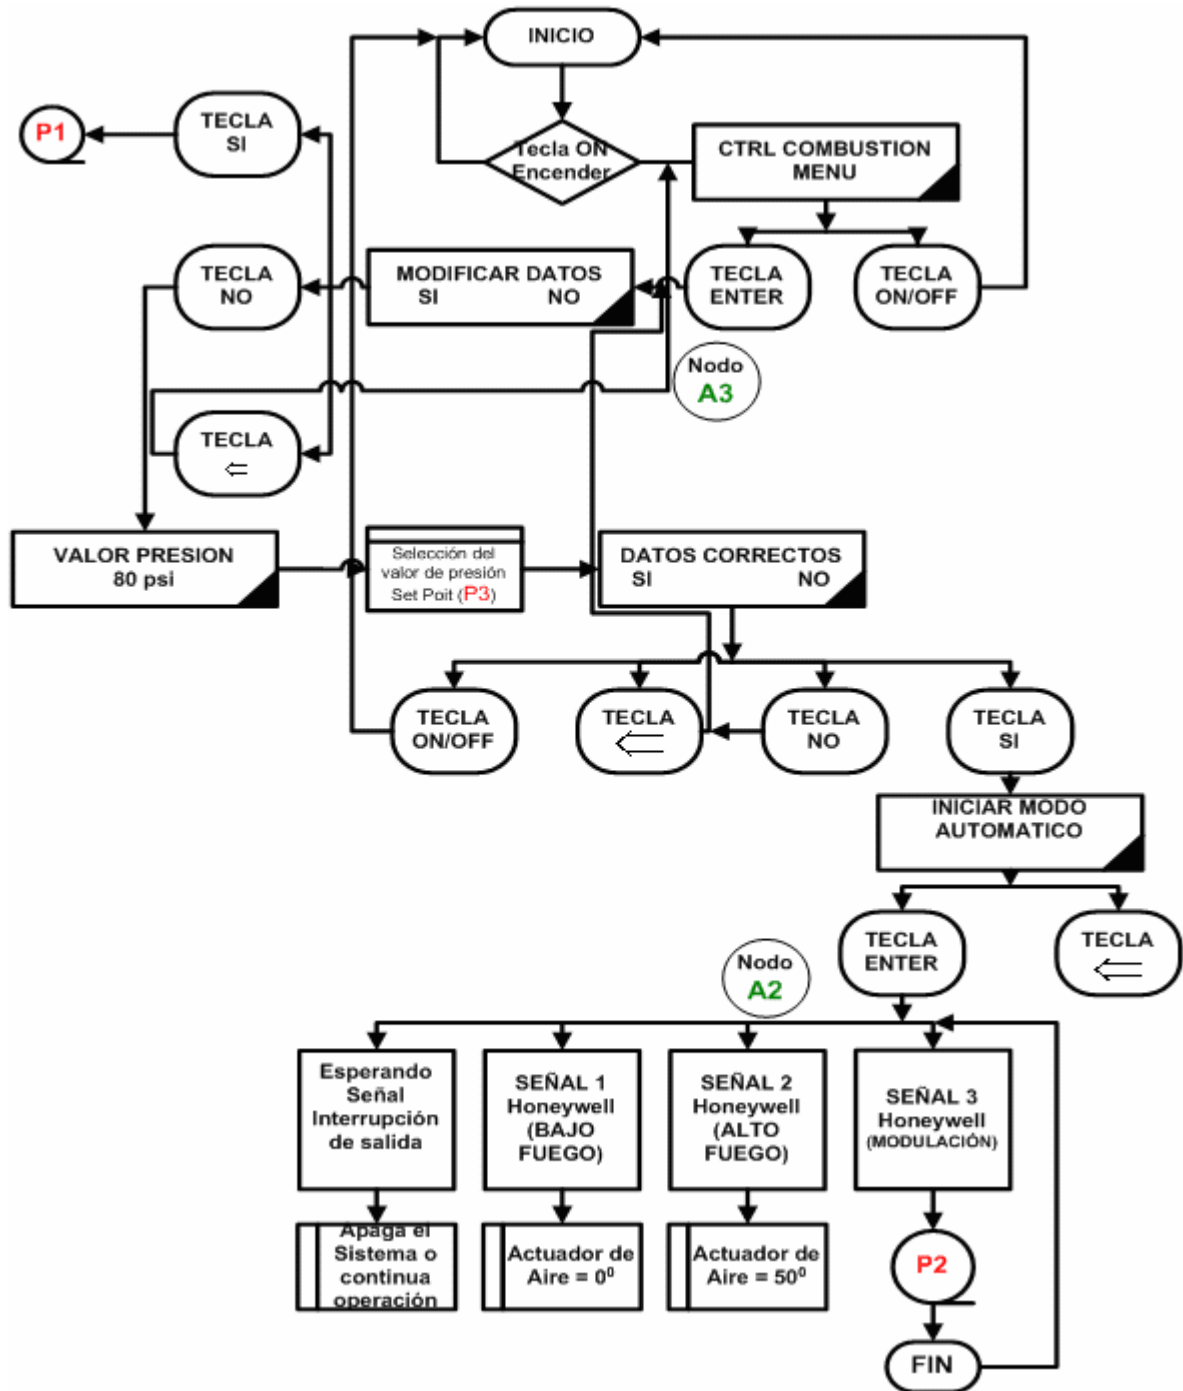 INICIO
TECLA
SI
P1
Tecla ON
Encender
CTRL COMBUSTION
MENU
TECLA
NO
MODIFICAR DATOS
SI NO
TECLA
ENTER
TECLA
ON/OFF
Nodo
A3
TECLA
⇐
VALOR PRESION
80 psi
Selección del
valor de presión
Set Poit (P3)
DATOS CORRECTOS
SI NO
TECLA
ON/OFF
TECLA
⇐
TECLA
NO
TECLA
SI
INICIAR MODO
AUTOMATICO
TECLA
ENTER
TECLA
⇐
Nodo
A2
Esperando
Señal
Interrupción
de salida
SEÑAL 1
Honeywell
(BAJO
FUEGO)
SEÑAL 2
Honeywell
(ALTO
FUEGO)
SEÑAL 3
Honeywell
(MODULACIÓN)
Apaga el
Sistema o
continua
operación
Actuador de
Aire = 0⁰
Actuador de
Aire = 50⁰
P2
FIN